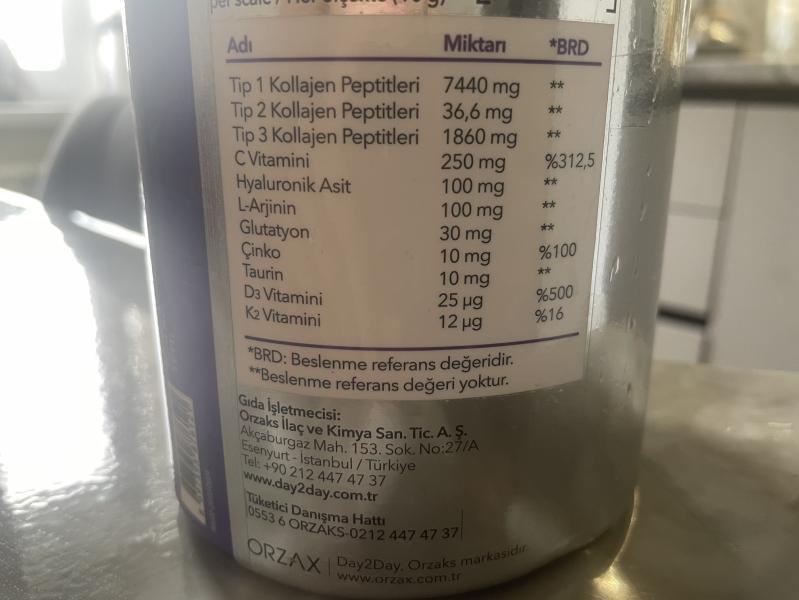 per scale / Her ölçekte
Adı Miktarı *BRD
Tip 1 Kollajen Peptitleri 7440 mg **
Tip 2 Kollajen Peptitleri 36,6 mg **
Tip 3 Kollajen Peptitleri 1860 mg **
C Vitamini 250 mg %312,5
Hyaluronik Asit 100 mg **
L-Arjinin 100 mg **
Glutatyon 30 mg **
Çinko 10 mg %100
Taurin 10 mg **
D3 Vitamini 25 µg %500
K2 Vitamini 12 µg %16
*BRD: Beslenme referans değeridir.
**Beslenme referans değeri yoktur.
Gıda İşletmecisi:
Orzaks İlaç ve Kimya San. Tic. A. Ş.
Akçaburgaz Mah. 153. Sok. No:27/A
Esenyurt - İstanbul / Türkiye
Tel: +90 212 447 47 37
www.day2day.com.tr
Tüketici Danışma Hattı
0553 6 ORZAKS-0212 447 47 37
ORZAX Day2Day, Orzaks markasıdır.
www.orzax.com.tr